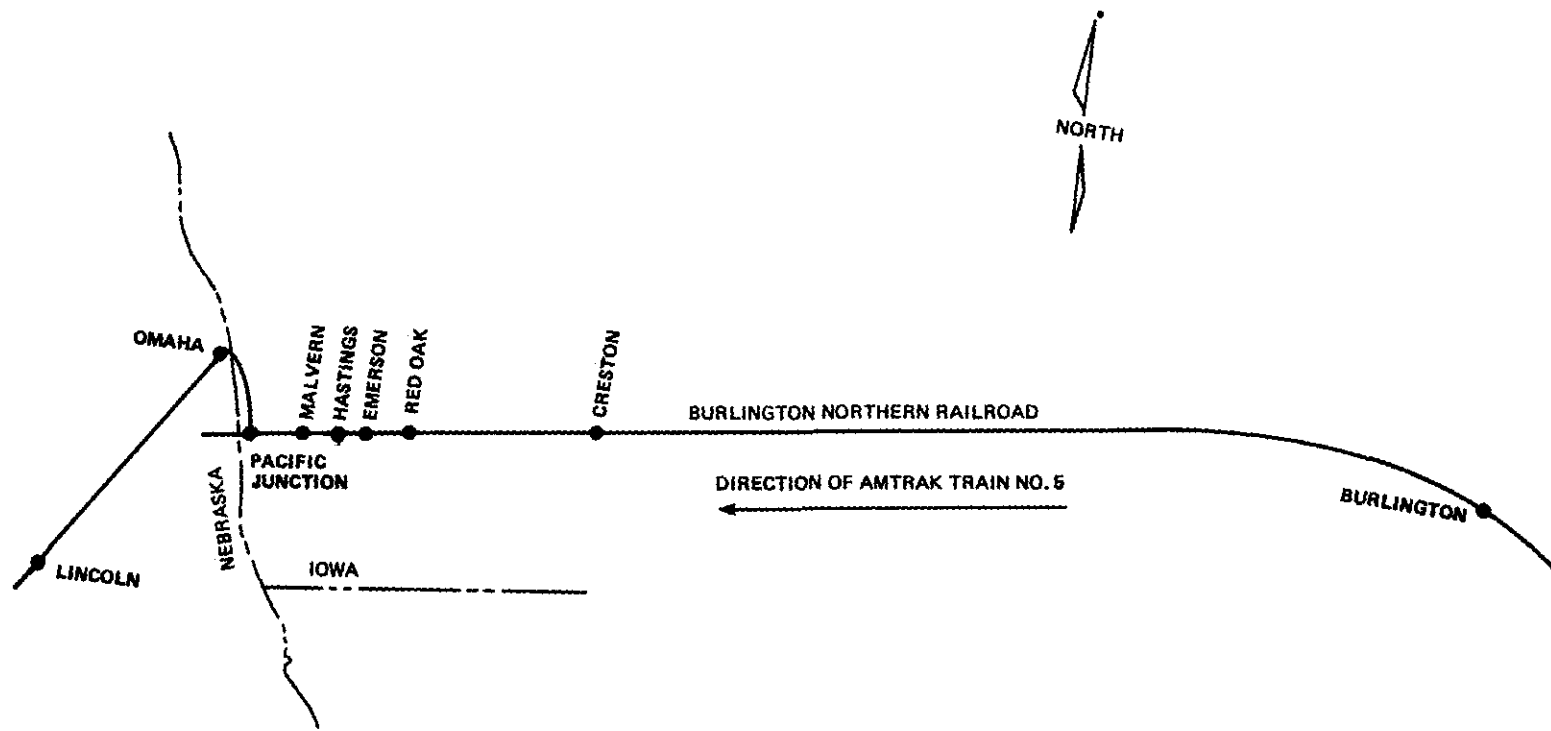 NORTH
OMAHA
MALVERN
HASTINGS
EMERSON
RED OAK
CRESTON
BURLINGTON NORTHERN RAILROAD
PACIFIC
JUNCTION
DIRECTION OF AMTRAK TRAIN NO. 5
BURLINGTON
NEBRASKA
IOWA
LINCOLN